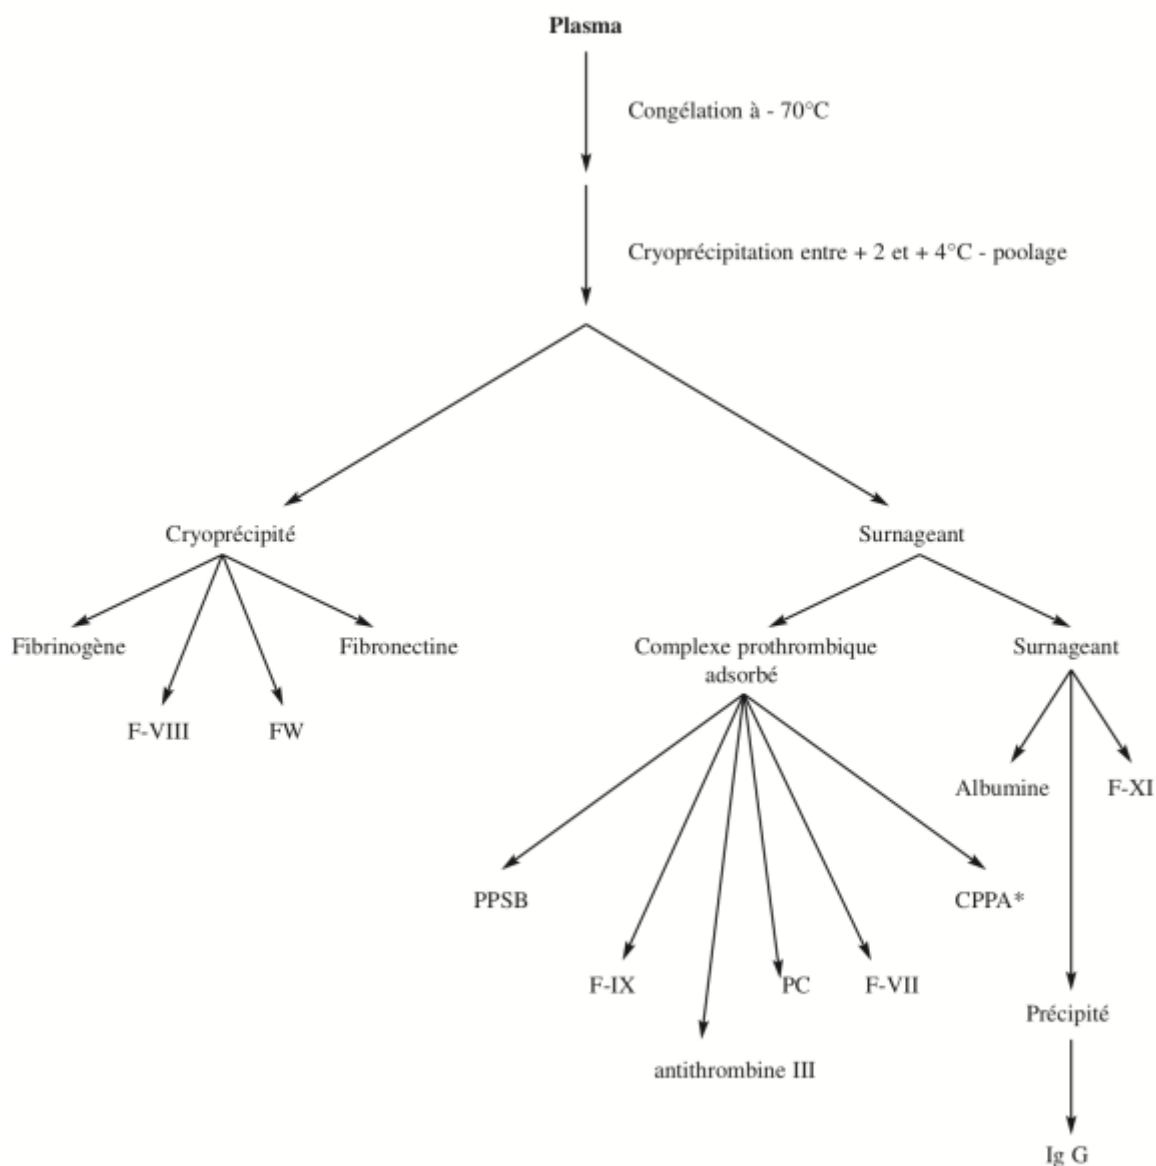 Plasma
Congélation à - 70°C
Cryoprécipitation entre + 2 et + 4°C - poolage
Cryoprécipité
Surnageant
Fibrinogène
Fibronectine
Complexe prothrombique
adsorbé
Surnageant
F-VIII
FW
Albumine
F-XI
PPSB
CPPA*
F-IX
PC
F-VII
Précipité
antithrombine III
Ig G